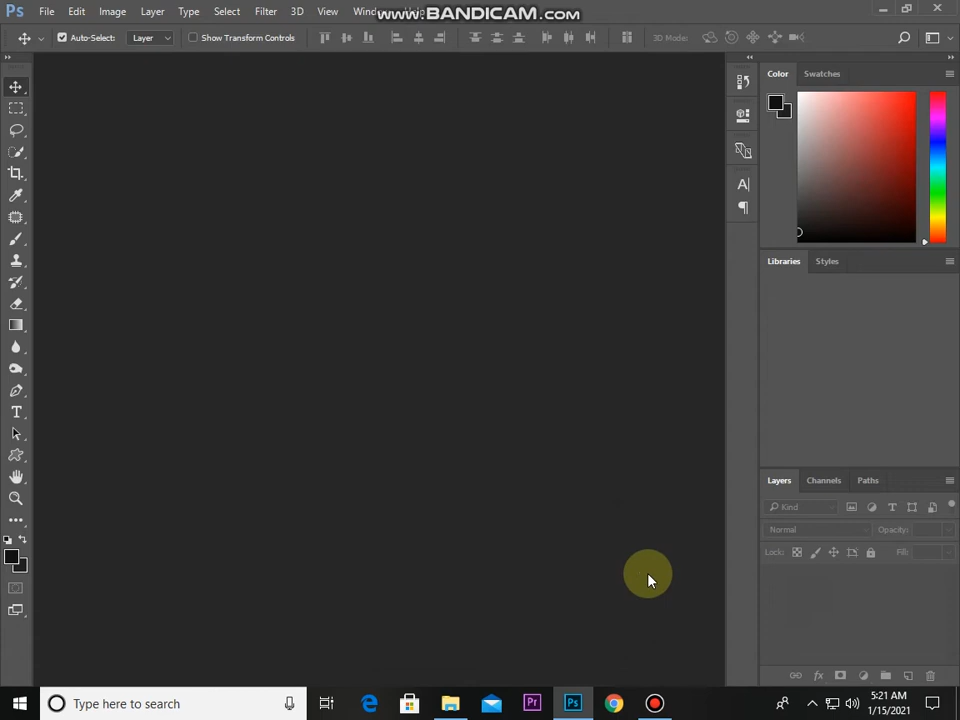 Ps File Edit Image Layer Type Select Filter 3D View
www.BANDICAM.com
Auto-Select: Layer Show Transform Controls 3D Mode:
Color Swatches
Libraries Styles
Layers Channels Paths
Kind
Normal Opacity:
Lock: Fill:
Type here to search
Pr Ps
5:21 AM
1/15/2021